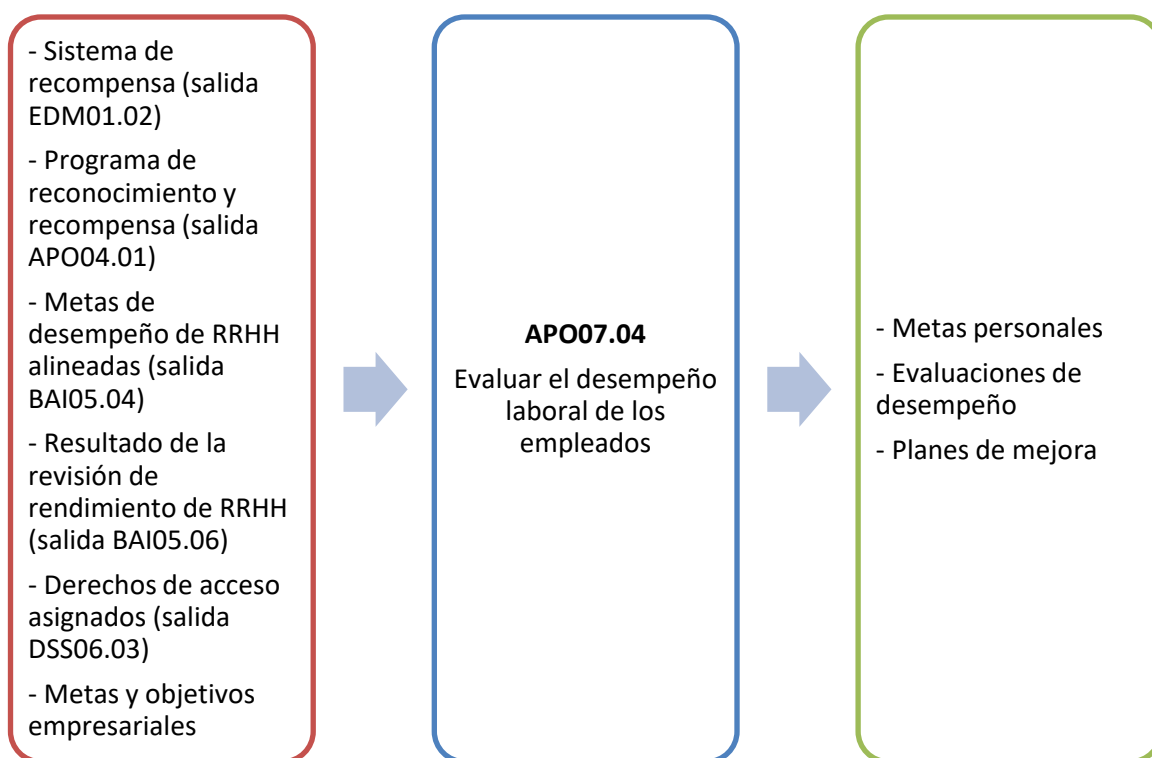 - Sistema de
recompensa (salida
EDM01.02)
- Programa de
reconocimiento y
recompensa (salida
APO04.01)
- Metas de
desempeño de RRHH
alineadas (salida
BAI05.04)
- Resultado de la
revisión de
rendimiento de RRHH
(salida BAI05.06)
- Derechos de acceso
asignados (salida
DSS06.03)
- Metas y objetivos
empresariales
APO07.04
Evaluar el desempeño
laboral de los
empleados
- Metas personales
- Evaluaciones de
desempeño
- Planes de mejora